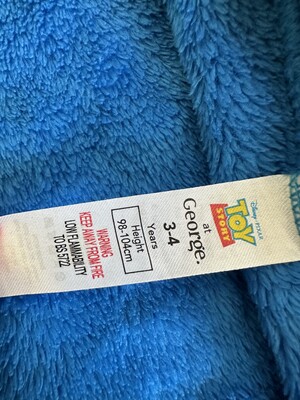 Disney PIXAR
TOY
STORY
at
George.
3-4
Years
Height
98-104cm
WARNING
KEEP AWAY FROM FIRE
LOW FLAMMABILITY
TO BS 5722